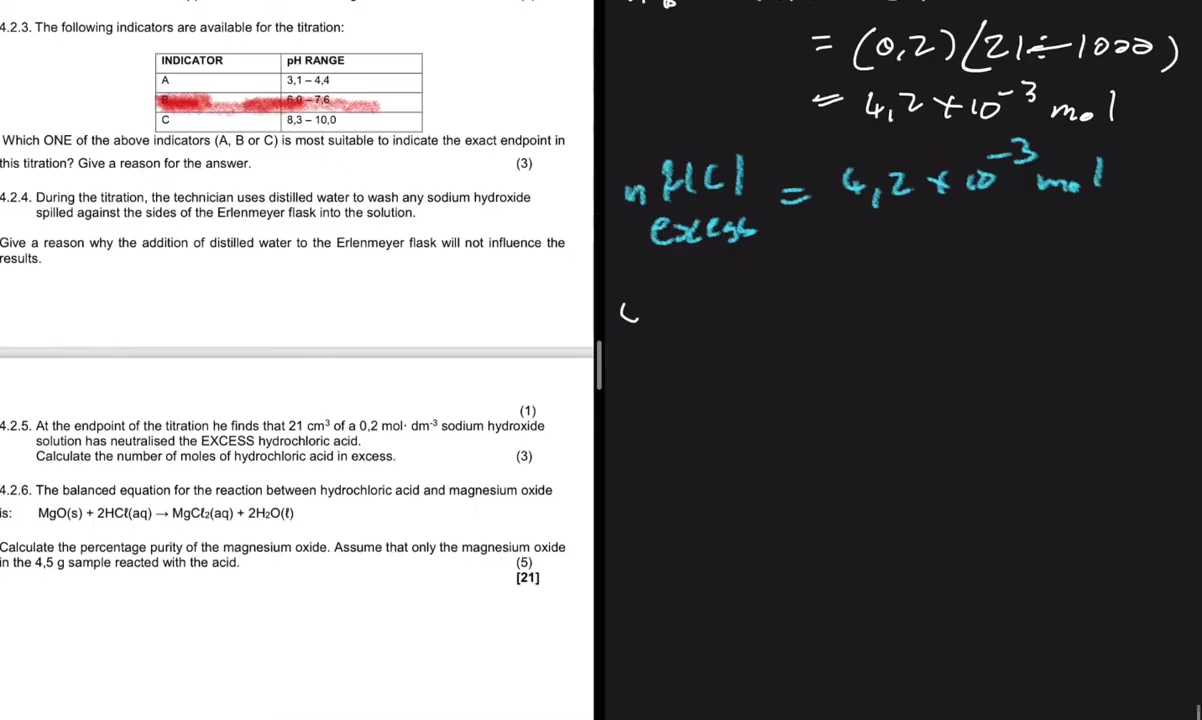 4.2.3. The following indicators are available for the titration:
INDICATOR pH RANGE
A 3,1 – 4,4
B 6,0 – 7,6
C 8,3 – 10,0
Which ONE of the above indicators (A, B or C) is most suitable to indicate the exact endpoint in
this titration? Give a reason for the answer. (3)
4.2.4. During the titration, the technician uses distilled water to wash any sodium hydroxide
spilled against the sides of the Erlenmeyer flask into the solution.
Give a reason why the addition of distilled water to the Erlenmeyer flask will not influence the
results.
(1)
4.2.5. At the endpoint of the titration he finds that 21 cm³ of a 0,2 mol· dm⁻³ sodium hydroxide
solution has neutralised the EXCESS hydrochloric acid.
Calculate the number of moles of hydrochloric acid in excess. (3)
4.2.6. The balanced equation for the reaction between hydrochloric acid and magnesium oxide
is: MgO(s) + 2HCℓ(aq) → MgCℓ₂(aq) + 2H₂O(ℓ)
Calculate the percentage purity of the magnesium oxide. Assume that only the magnesium oxide
in the 4,5 g sample reacted with the acid. (5)
[21]
= (0,2)(21÷1000)
= 4,2 × 10⁻³ mol
nHCl = 4,2 × 10⁻³ mol
excess